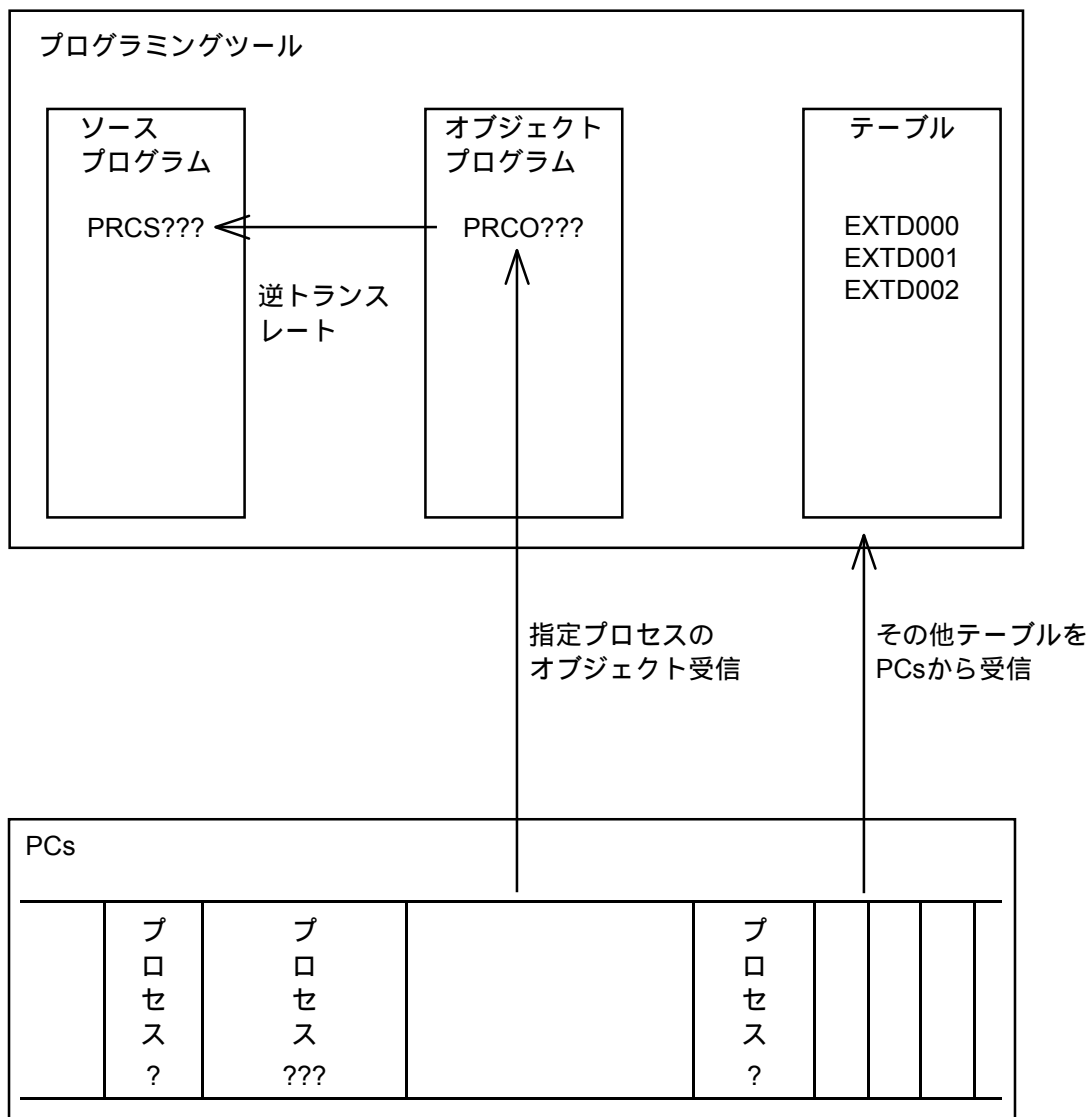 プログラミングツール
ソース
プログラム
オブジェクト
プログラム
テーブル
PRCS???
PRCO???
EXTD000
EXTD001
EXTD002
逆トランス
レート
指定プロセスの
オブジェクト受信
その他テーブルを
PCsから受信
PCs
プロセス?
プロセス???
プロセス?